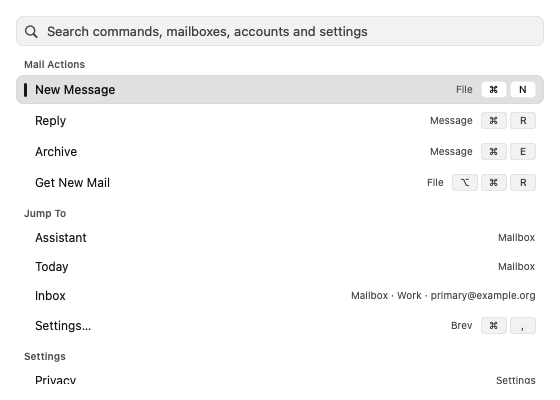 Search commands, mailboxes, accounts and settings
Mail Actions
New Message File ⌘ N
Reply Message ⌘ R
Archive Message ⌘ E
Get New Mail File ⌥ ⌘ R
Jump To
Assistant Mailbox
Today Mailbox
Inbox Mailbox · Work · primary@example.org
Settings... Brev ⌘ ,
Settings
Privacy Settings